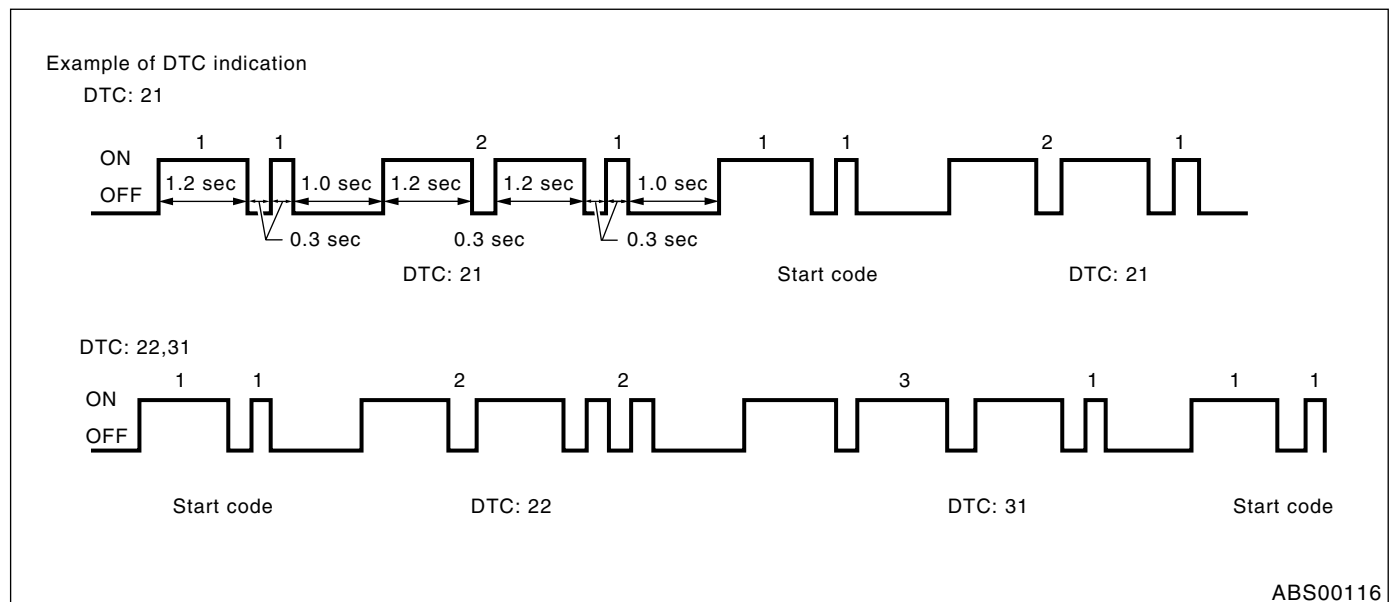 Example of DTC indication
DTC: 21
1 1 2 1 1 1 2 1
ON
OFF 1.2 sec 1.0 sec 1.2 sec 1.2 sec 1.0 sec
0.3 sec 0.3 sec 0.3 sec
DTC: 21 Start code DTC: 21
DTC: 22,31
1 1 2 2 3 1 1 1
ON
OFF
Start code DTC: 22 DTC: 31 Start code
ABS00116